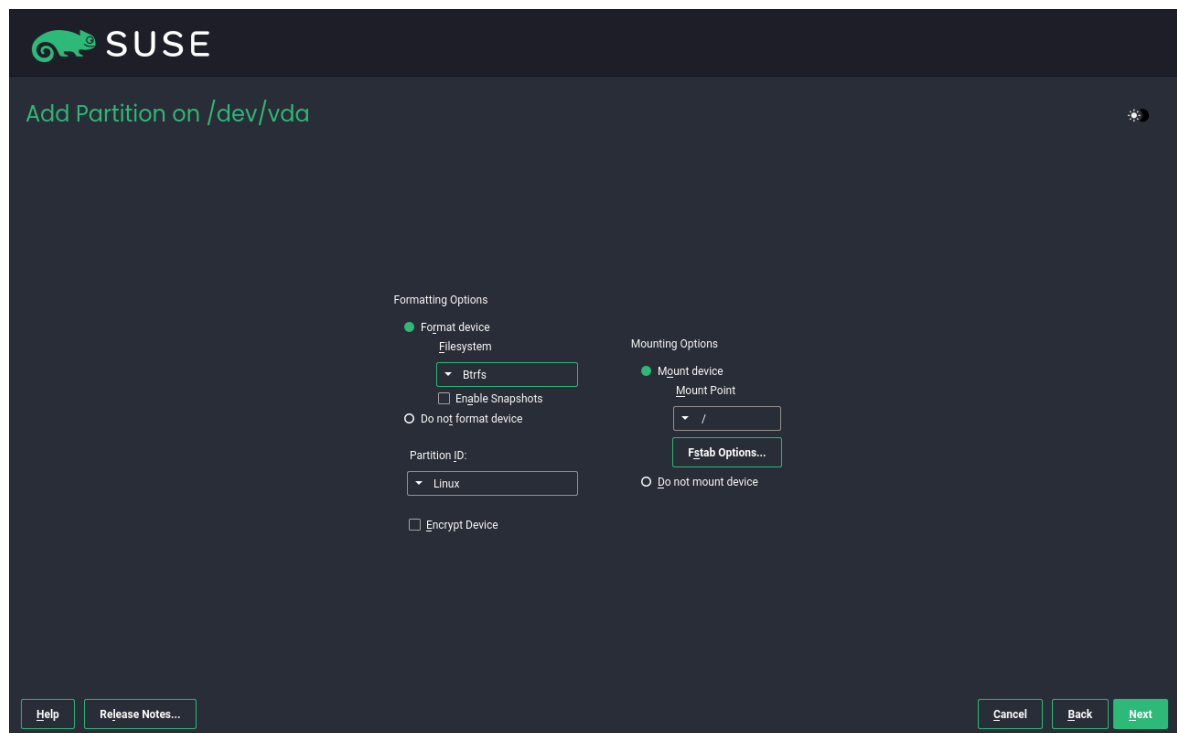 SUSE
Add Partition on /dev/vda
Formatting Options
Format device
Filesystem
Btrfs
Enable Snapshots
Do not format device
Partition ID:
Linux
Encrypt Device
Mounting Options
Mount device
Mount Point
/
Fstab Options...
Do not mount device
Help
Release Notes...
Cancel
Back
Next